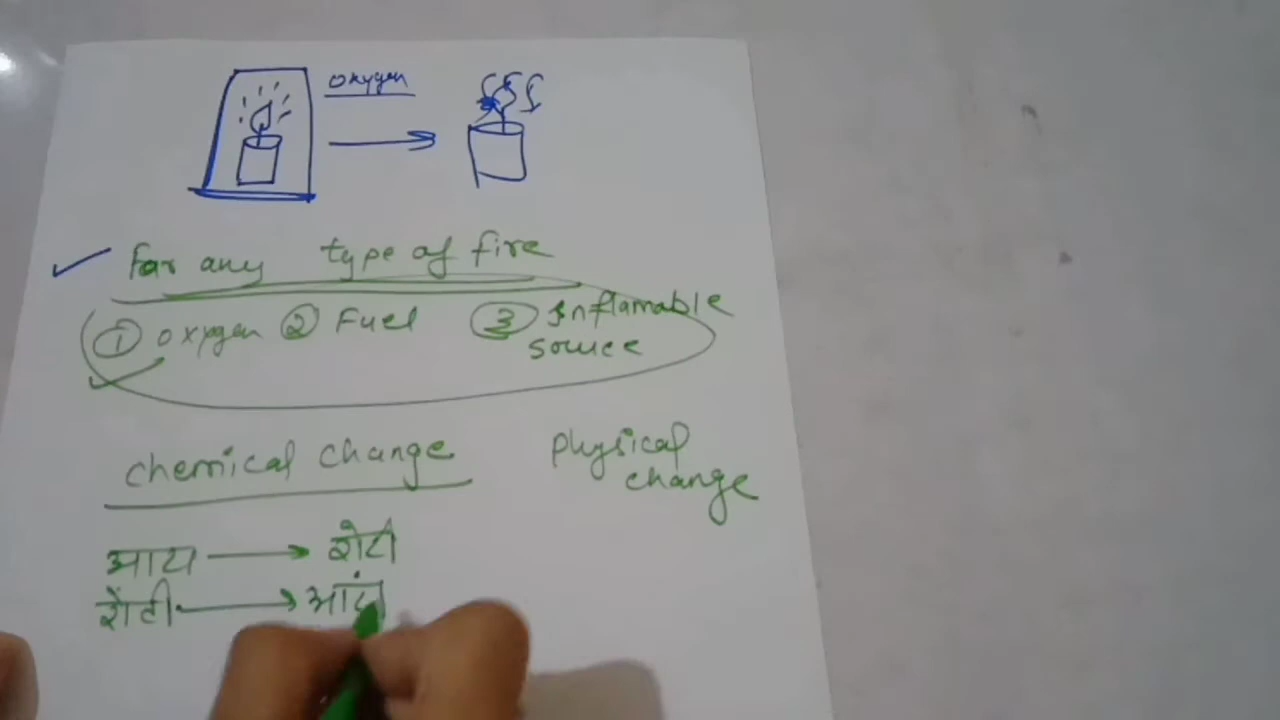 oxygen
For any type of fire
① oxygen ② Fuel ③ Inflamable
source
chemical change
physical
change
आटा → रोटी
रोटी → आटा